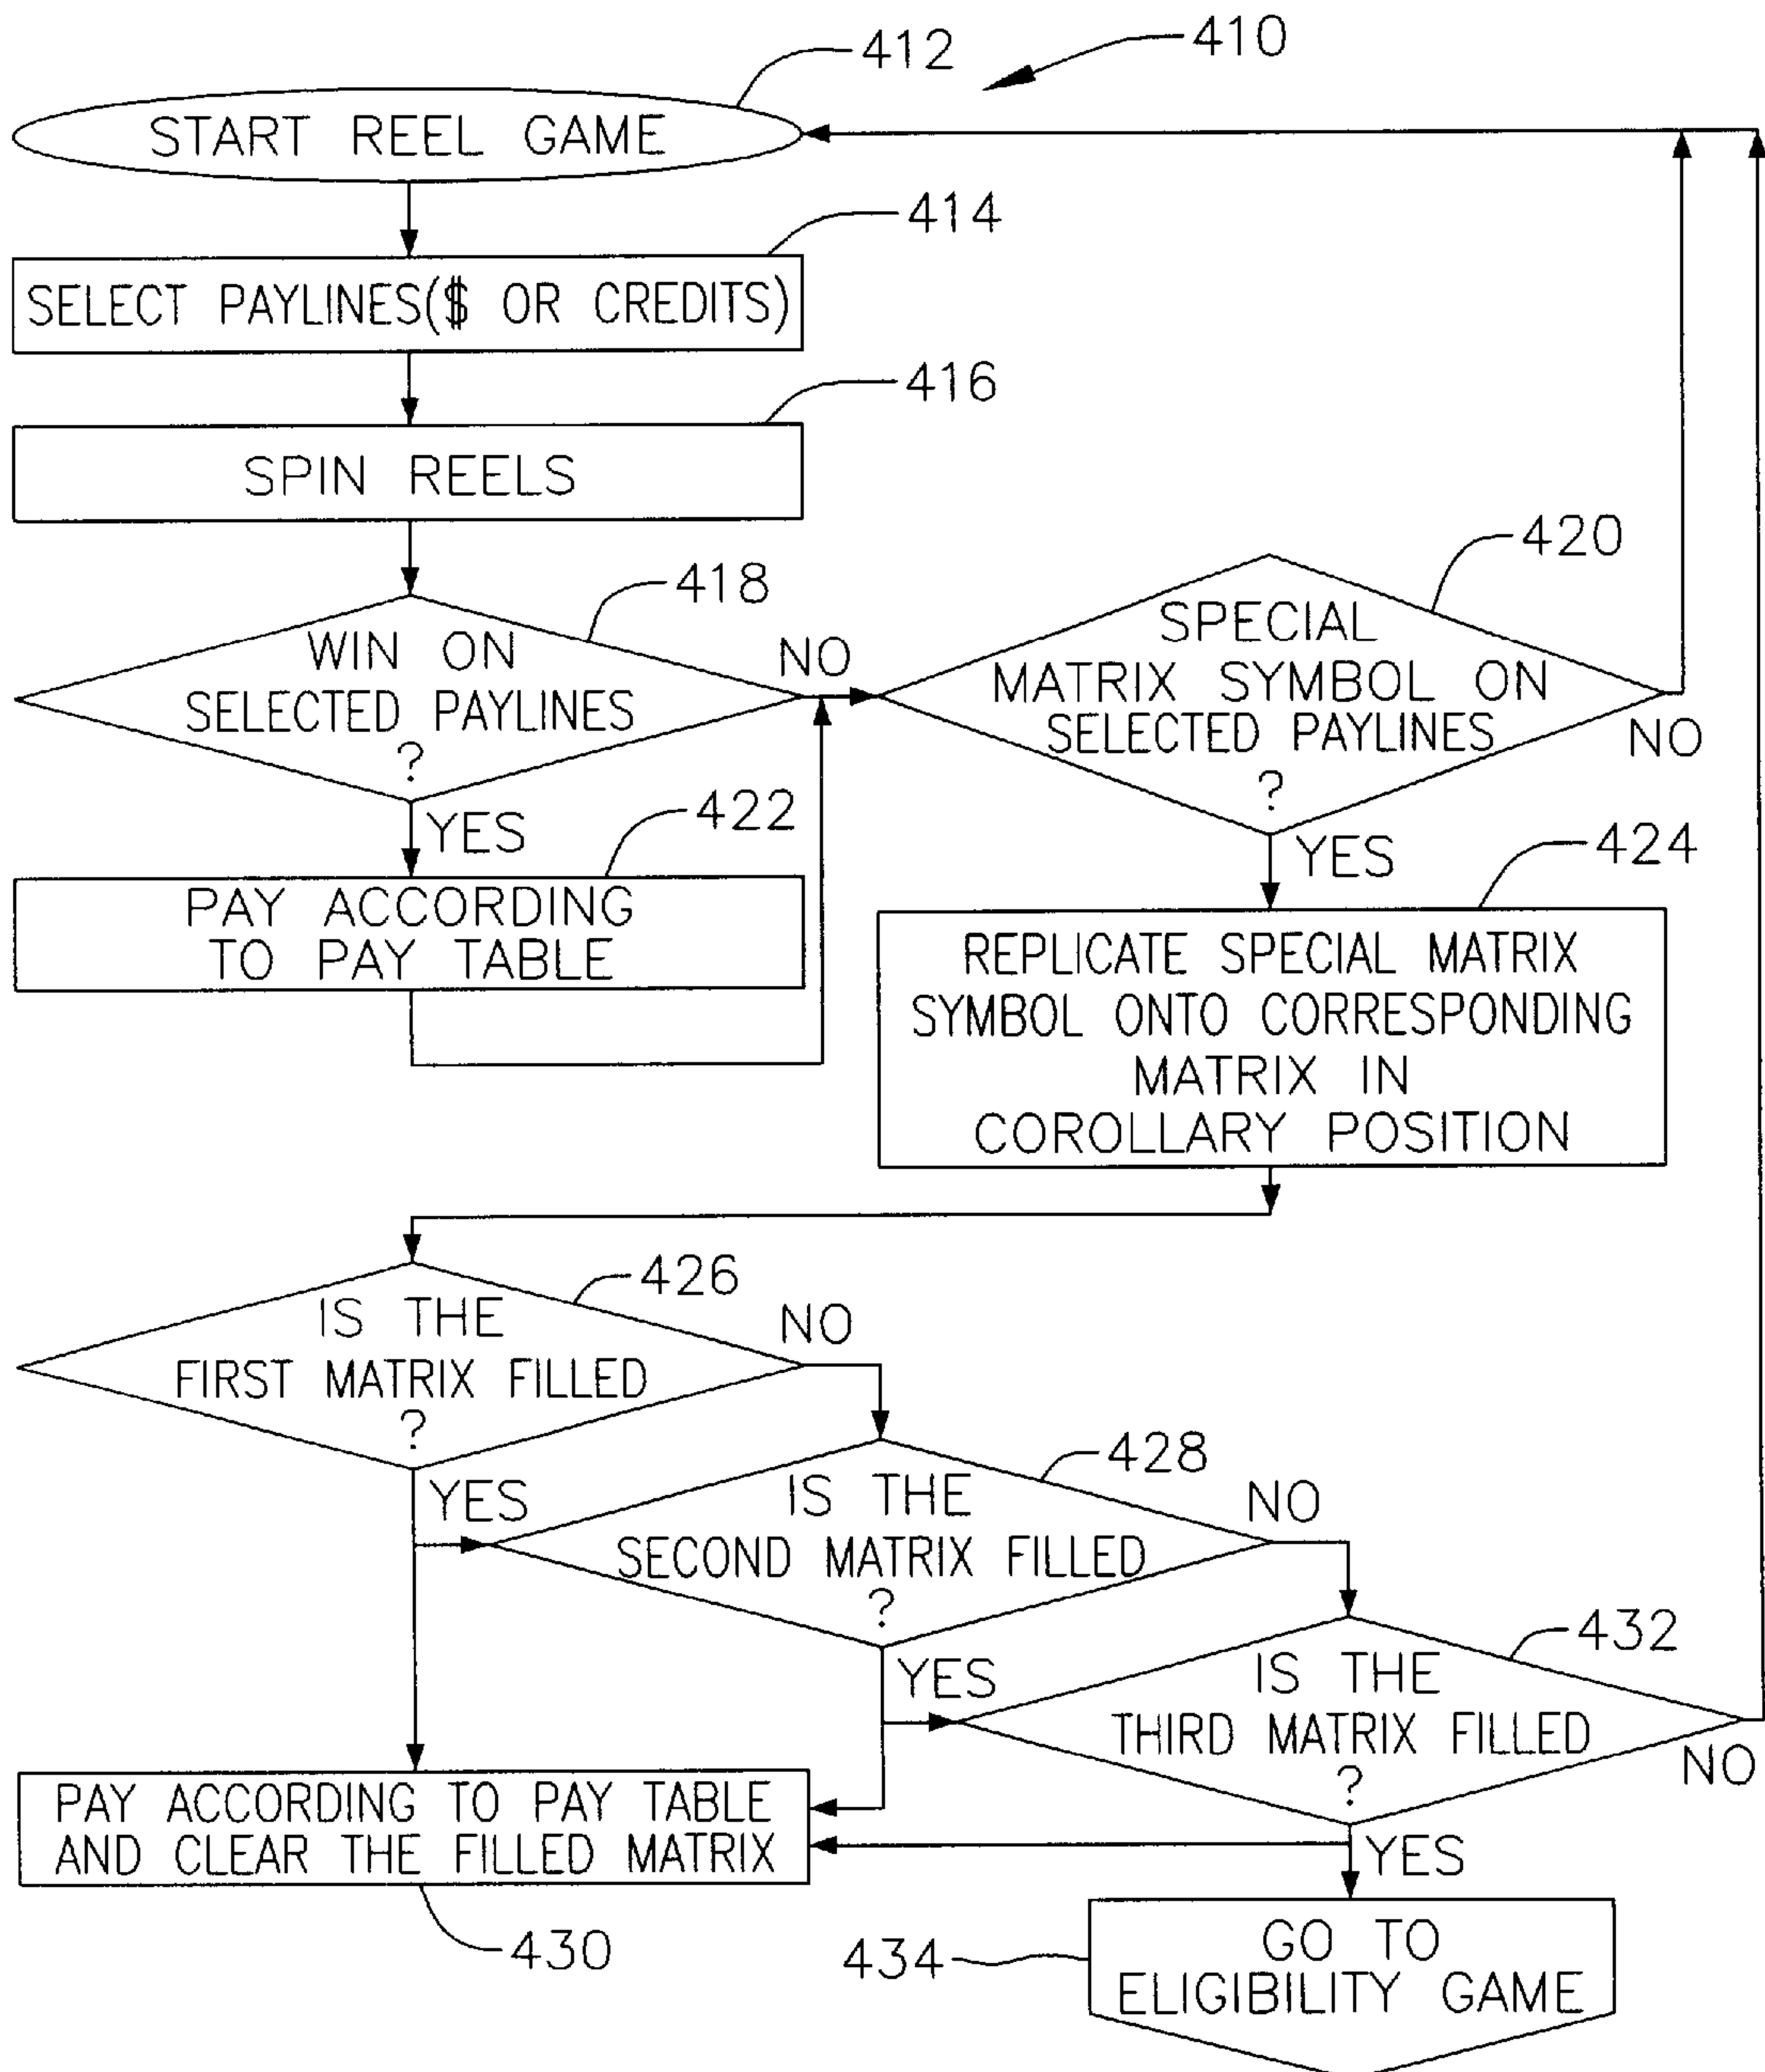 410
412
START REEL GAME
414
SELECT PAYLINES($ OR CREDITS)
416
SPIN REELS
418
WIN ON
SELECTED PAYLINES
?
NO
YES
420
SPECIAL
MATRIX SYMBOL ON
SELECTED PAYLINES
?
NO
YES
422
PAY ACCORDING
TO PAY TABLE
424
REPLICATE SPECIAL MATRIX
SYMBOL ONTO CORRESPONDING
MATRIX IN
COROLLARY POSITION
426
IS THE
FIRST MATRIX FILLED
?
NO
YES
428
IS THE
SECOND MATRIX FILLED
?
NO
YES
432
IS THE
THIRD MATRIX FILLED
?
NO
YES
PAY ACCORDING TO PAY TABLE
AND CLEAR THE FILLED MATRIX
430
434
GO TO
ELIGIBILITY GAME